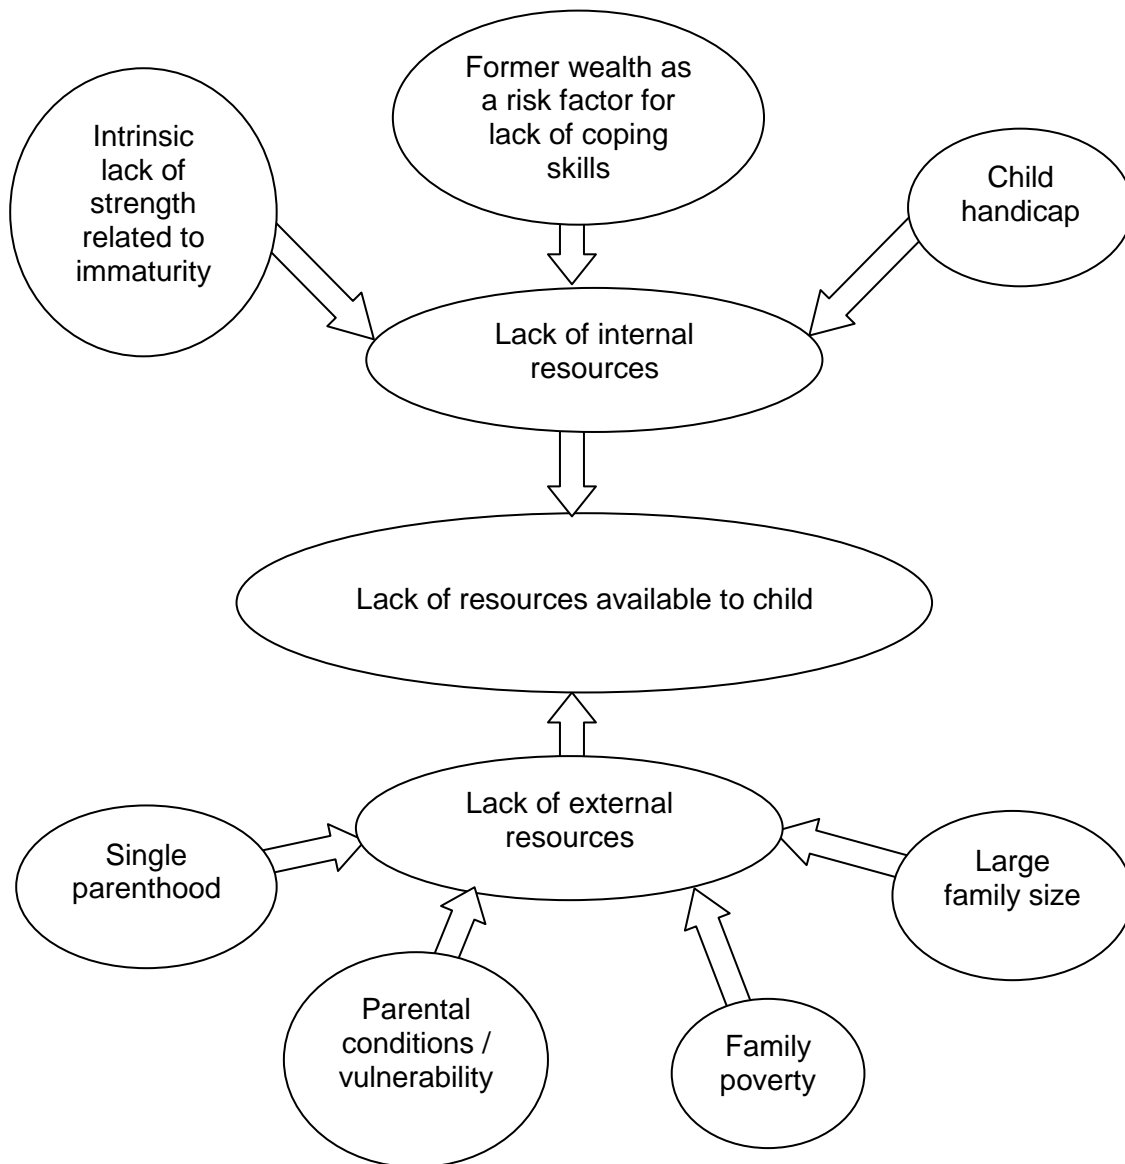 Former wealth as
a risk factor for
lack of coping
skills
Intrinsic
lack of
strength
related to
immaturity
Child
handicap
Lack of internal
resources
Lack of resources available to child
Lack of external
resources
Single
parenthood
Large
family size
Parental
conditions /
vulnerability
Family
poverty